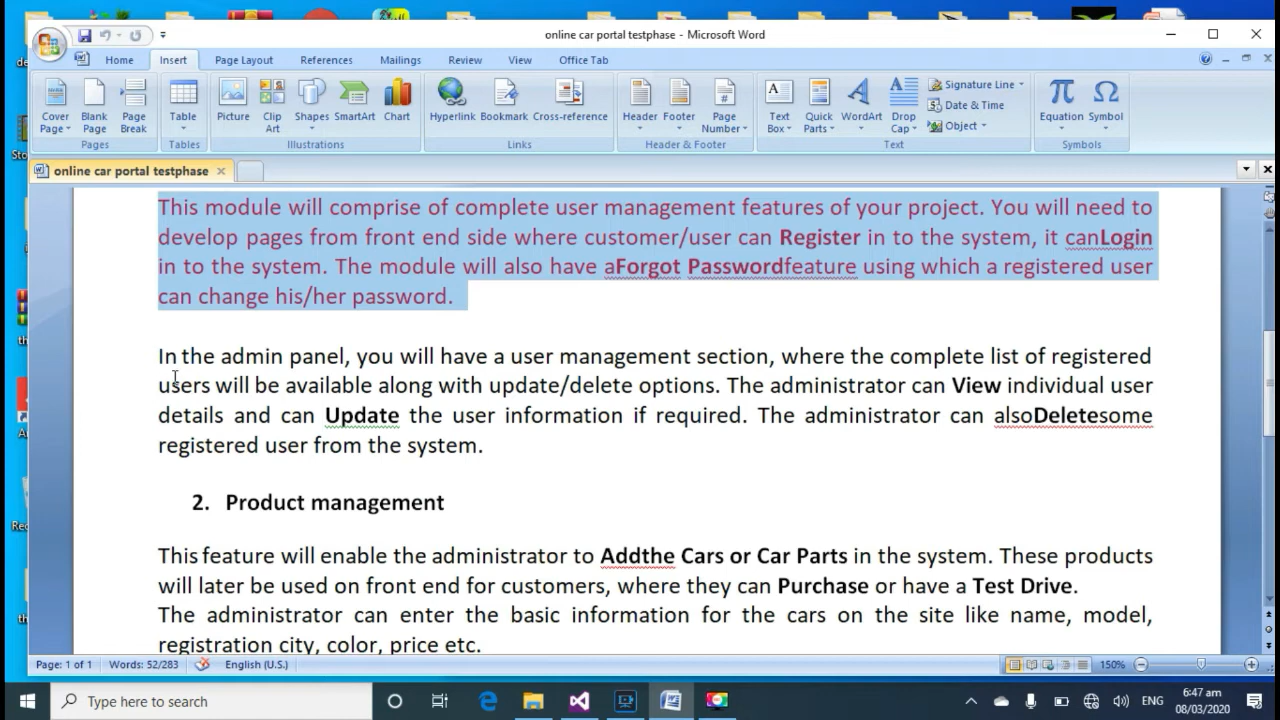 online car portal testphase - Microsoft Word
Home Insert Page Layout References Mailings Review View Office Tab
Cover Page Blank Page Page Break Table Picture Clip Art Shapes SmartArt Chart Hyperlink Bookmark Cross-reference Header Footer Page Number Text Box Quick Parts WordArt Drop Cap Signature Line Date & Time Object Equation Symbol
Pages Tables Illustrations Links Header & Footer Text Symbols
online car portal testphase
This module will comprise of complete user management features of your project. You will need to
develop pages from front end side where customer/user can Register in to the system, it canLogin
in to the system. The module will also have aForgot Passwordfeature using which a registered user
can change his/her password.
In the admin panel, you will have a user management section, where the complete list of registered
users will be available along with update/delete options. The administrator can View individual user
details and can Update the user information if required. The administrator can alsoDeletesome
registered user from the system.
2. Product management
This feature will enable the administrator to Addthe Cars or Car Parts in the system. These products
will later be used on front end for customers, where they can Purchase or have a Test Drive.
The administrator can enter the basic information for the cars on the site like name, model,
registration city, color, price etc.
Page: 1 of 1 Words: 52/283 English (U.S.) 150%
Type here to search ENG 6:47 am
08/03/2020